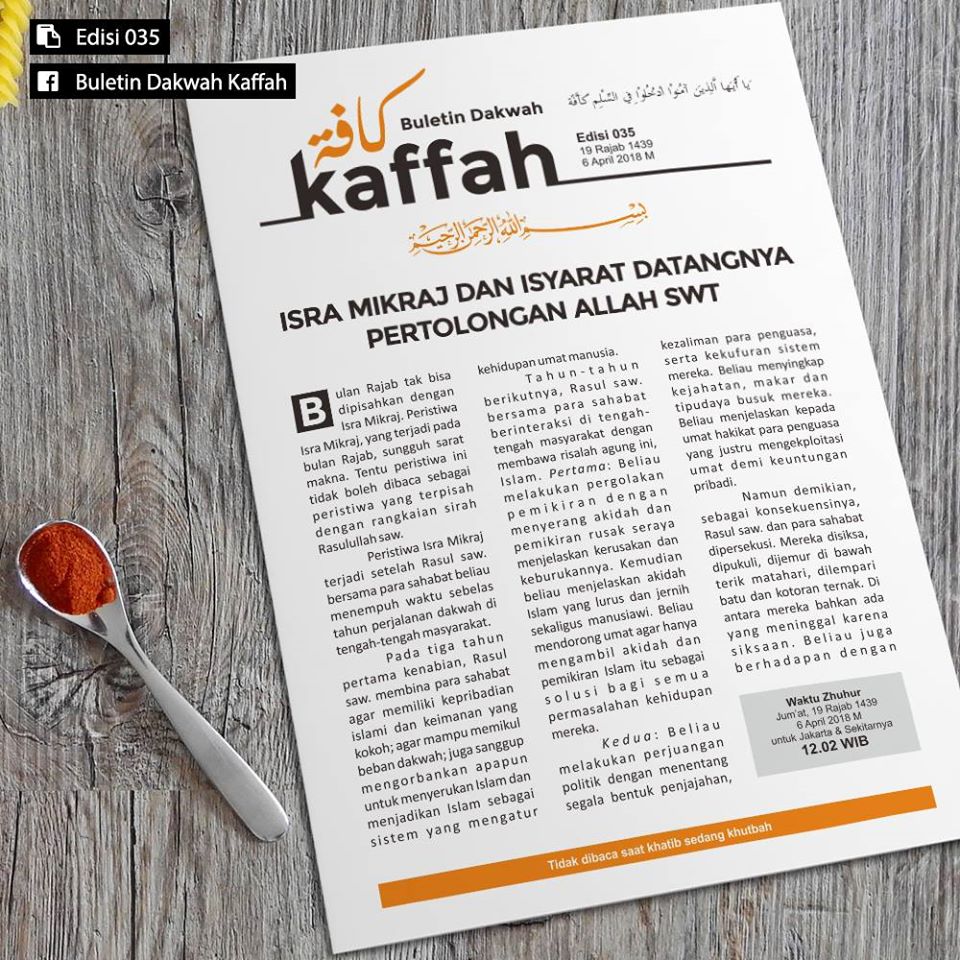 Edisi 035
Buletin Dakwah Kaffah
كافة
Buletin Dakwah
kaffah
يَا أَيُّهَا الَّذِينَ آمَنُوا ادْخُلُوا فِي السِّلْمِ كَافَّةً
Edisi 035
19 Rajab 1439
6 April 2018 M
بِسْمِ اللَّهِ الرَّحْمَنِ الرَّحِيمِ
ISRA MIKRAJ DAN ISYARAT DATANGNYA
PERTOLONGAN ALLAH SWT
Bulan Rajab tak bisa
dipisahkan dengan
Isra Mikraj. Peristiwa
Isra Mikraj, yang terjadi pada
bulan Rajab, sungguh sarat
makna. Tentu peristiwa ini
tidak boleh dibaca sebagai
peristiwa yang terpisah
dengan rangkaian sirah
Rasulullah saw.
Peristiwa Isra Mikraj
terjadi setelah Rasul saw.
bersama para sahabat beliau
menempuh waktu sebelas
tahun perjalanan dakwah di
tengah-tengah masyarakat.
Pada tiga tahun
pertama kenabian, Rasul
saw. membina para sahabat
agar memiliki kepribadian
islami dan keimanan yang
kokoh; agar mampu memikul
beban dakwah; juga sanggup
mengorbankan apapun
untuk menyerukan Islam dan
menjadikan Islam sebagai
sistem yang mengatur
kehidupan umat manusia.
Tahun-tahun
berikutnya, Rasul saw.
bersama para sahabat
berinteraksi di tengah-
tengah masyarakat dengan
membawa risalah agung ini,
Islam. Pertama: Beliau
melakukan pergolakan
pemikiran dengan
menyerang akidah dan
pemikiran rusak seraya
menjelaskan kerusakan dan
keburukannya. Kemudian
beliau menjelaskan akidah
Islam yang lurus dan jernih
sekaligus manusiawi. Beliau
mendorong umat agar hanya
mengambil akidah dan
pemikiran Islam itu sebagai
solusi bagi semua
permasalahan kehidupan
mereka.
Kedua: Beliau
melakukan perjuangan
politik dengan menentang
segala bentuk penjajahan,
kezaliman para penguasa,
serta kekufuran sistem
mereka. Beliau menyingkap
kejahatan, makar dan
tipudaya busuk mereka.
Beliau menjelaskan kepada
umat hakikat para penguasa
yang justru mengekploitasi
umat demi keuntungan
pribadi.
Namun demikian,
sebagai konsekuensinya,
Rasul saw. dan para sahabat
dipersekusi. Mereka disiksa,
dipukuli, dijemur di bawah
terik matahari, dilempari
batu dan kotoran ternak. Di
antara mereka bahkan ada
yang meninggal karena
siksaan. Beliau juga
berhadapan dengan
Waktu Zhuhur
Jum'at, 19 Rajab 1439
6 April 2018 M
untuk Jakarta & Sekitarnya
12.02 WIB
Tidak dibaca saat khatib sedang khutbah